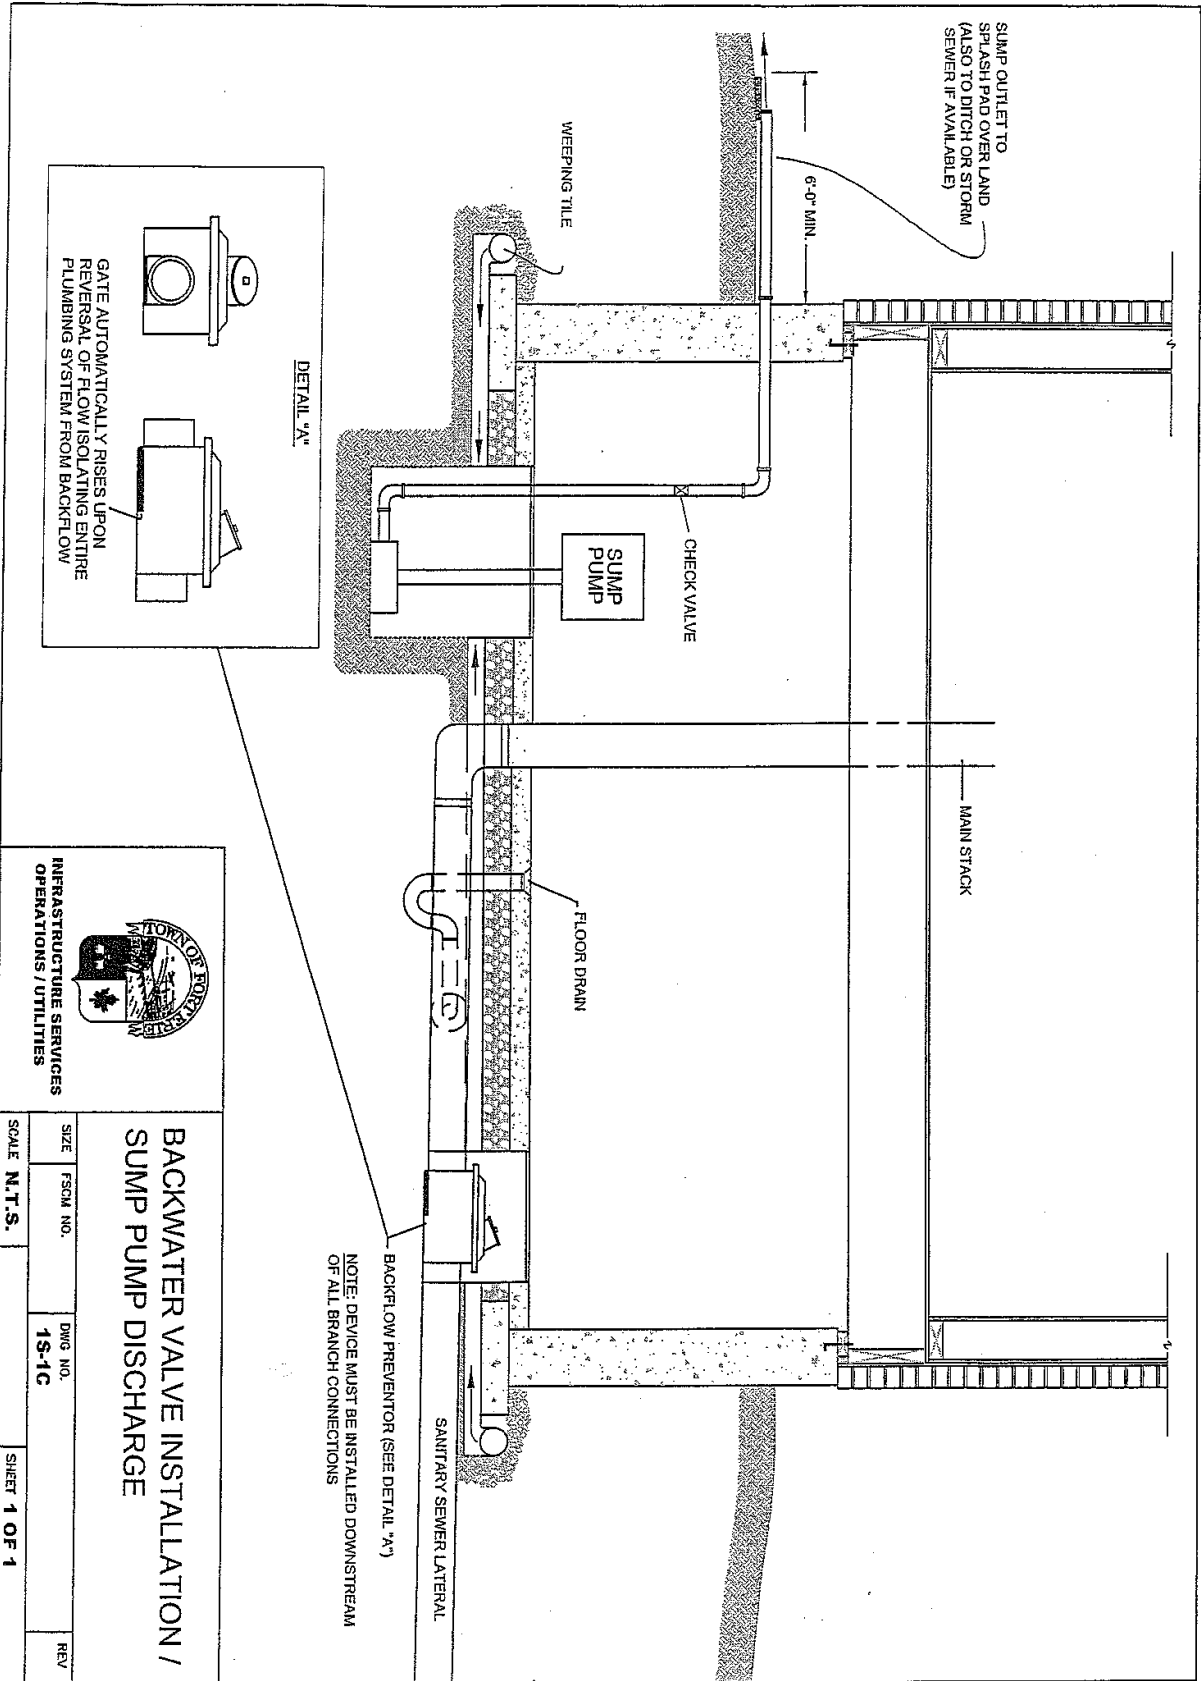 SUMP OUTLET TO
SPLASH PAD OVER LAND
(ALSO TO DITCH OR STORM
SEWER IF AVAILABLE)
6'-0" MIN.
WEEPING TILE
CHECK VALVE
SUMP
PUMP
MAIN STACK
FLOOR DRAIN
BACKFLOW PREVENTOR (SEE DETAIL "A")
NOTE: DEVICE MUST BE INSTALLED DOWNSTREAM
OF ALL BRANCH CONNECTIONS
SANITARY SEWER LATERAL
DETAIL "A"
GATE AUTOMATICALLY RISES UPON
REVERSAL OF FLOW ISOLATING ENTIRE
PLUMBING SYSTEM FROM BACKFLOW
TOWN OF FORT ERIE
INFRASTRUCTURE SERVICES
OPERATIONS / UTILITIES
BACKWATER VALVE INSTALLATION /
SUMP PUMP DISCHARGE
SIZE
FSCM NO.
DWG NO.
1S-1C
REV
SCALE N.T.S.
SHEET 1 OF 1